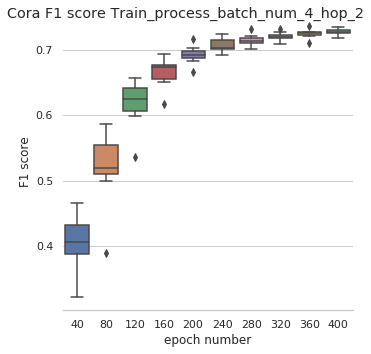 Cora F1 score Train_process_batch_num_4_hop_2
0.7
0.6
0.5
0.4
F1 score
40 80 120 160 200 240 280 320 360 400
epoch number